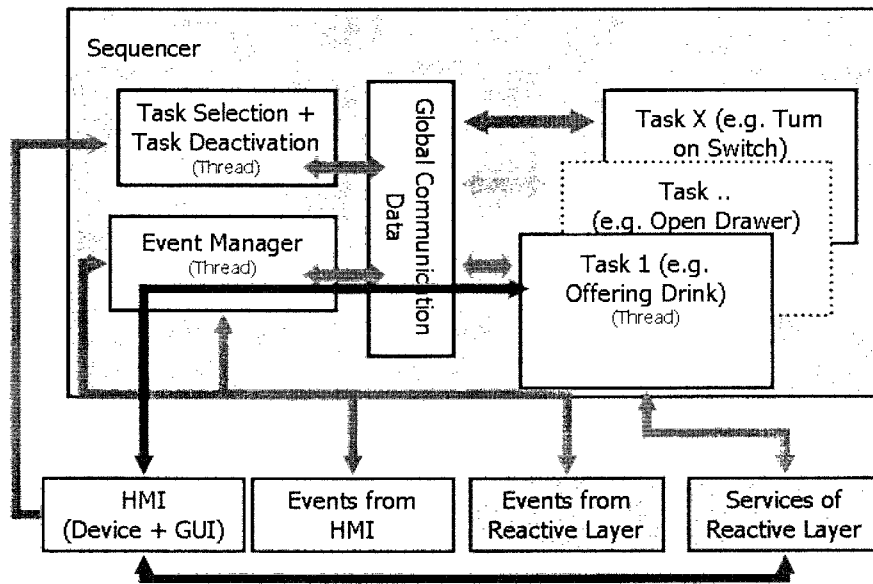 Sequencer
Task Selection +
Task Deactivation
(Thread)
Event Manager
(Thread)
Global Communication
Data
Task X (e.g. Turn
on Switch)
Task ..
(e.g. Open Drawer)
Task 1 (e.g.
Offering Drink)
(Thread)
HMI
(Device + GUI)
Events from
HMI
Events from
Reactive Layer
Services of
Reactive Layer